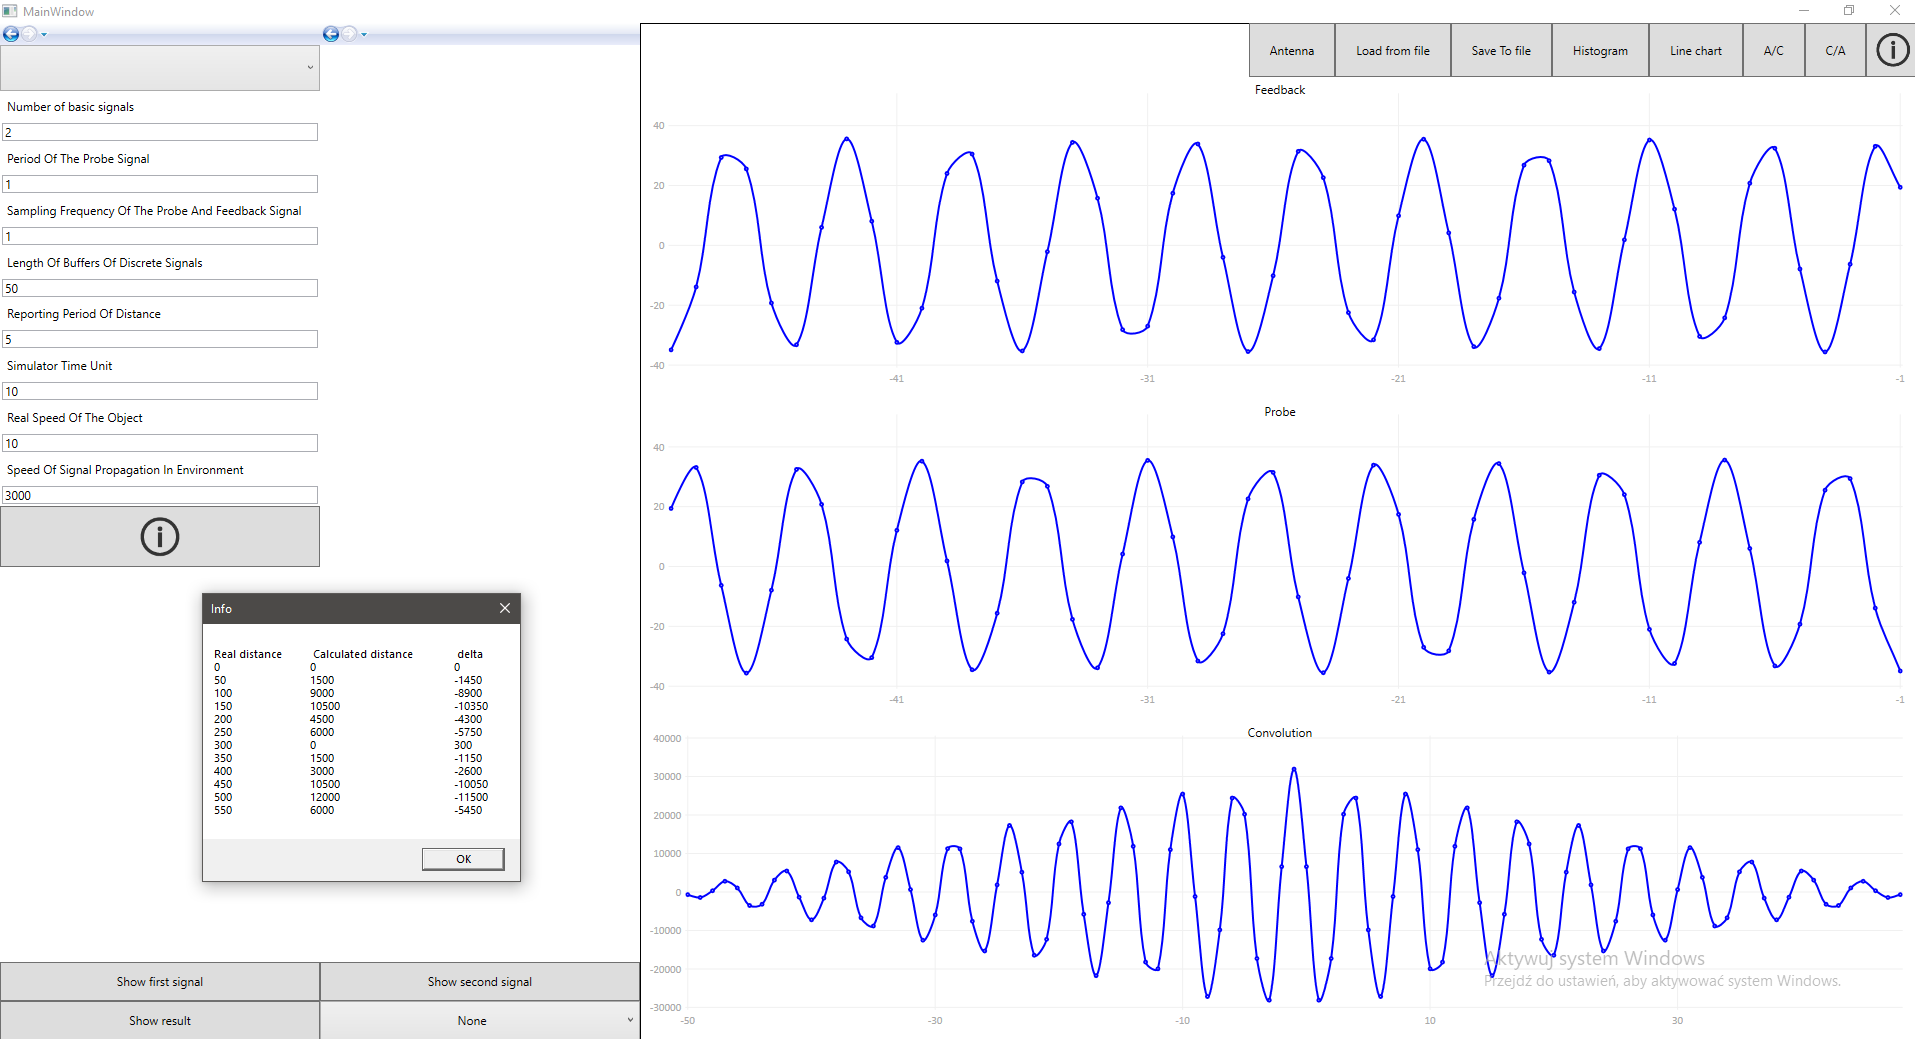 MainWindow
Number of basic signals
2
Period Of The Probe Signal
1
Sampling Frequency Of The Probe And Feedback Signal
1
Length Of Buffers Of Discrete Signals
50
Reporting Period Of Distance
5
Simulator Time Unit
10
Real Speed Of The Object
10
Speed Of Signal Propagation In Environment
3000
Info
Real distance Calculated distance delta
0 0 0
50 1500 -1450
100 9000 -8900
150 10500 -10350
200 4500 -4300
250 6000 -5750
300 0 300
350 1500 -1150
400 3000 -2600
450 10500 -10050
500 12000 -11500
550 6000 -5450
OK
Show first signal Show second signal
Show result None
Antenna Load from file Save To file Histogram Line chart A/C C/A
Feedback
40
20
0
-20
-40
-41 -31 -21 -11 -1
Probe
40
20
0
-20
-40
-41 -31 -21 -11 -1
Convolution
40000
30000
20000
10000
0
-10000
-20000
-30000
-50 -30 -10 10 30
Aktywuj system Windows
Przejdź do ustawień, aby aktywować system Windows.